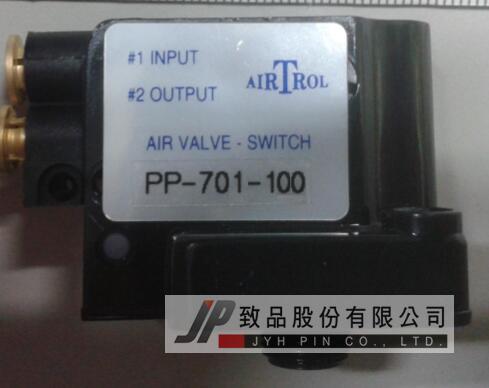 #1 INPUT
#2 OUTPUT
AIRTROL
AIR VALVE - SWITCH
PP-701-100
JP 致品股份有限公司
JYH PIN CO., LTD.